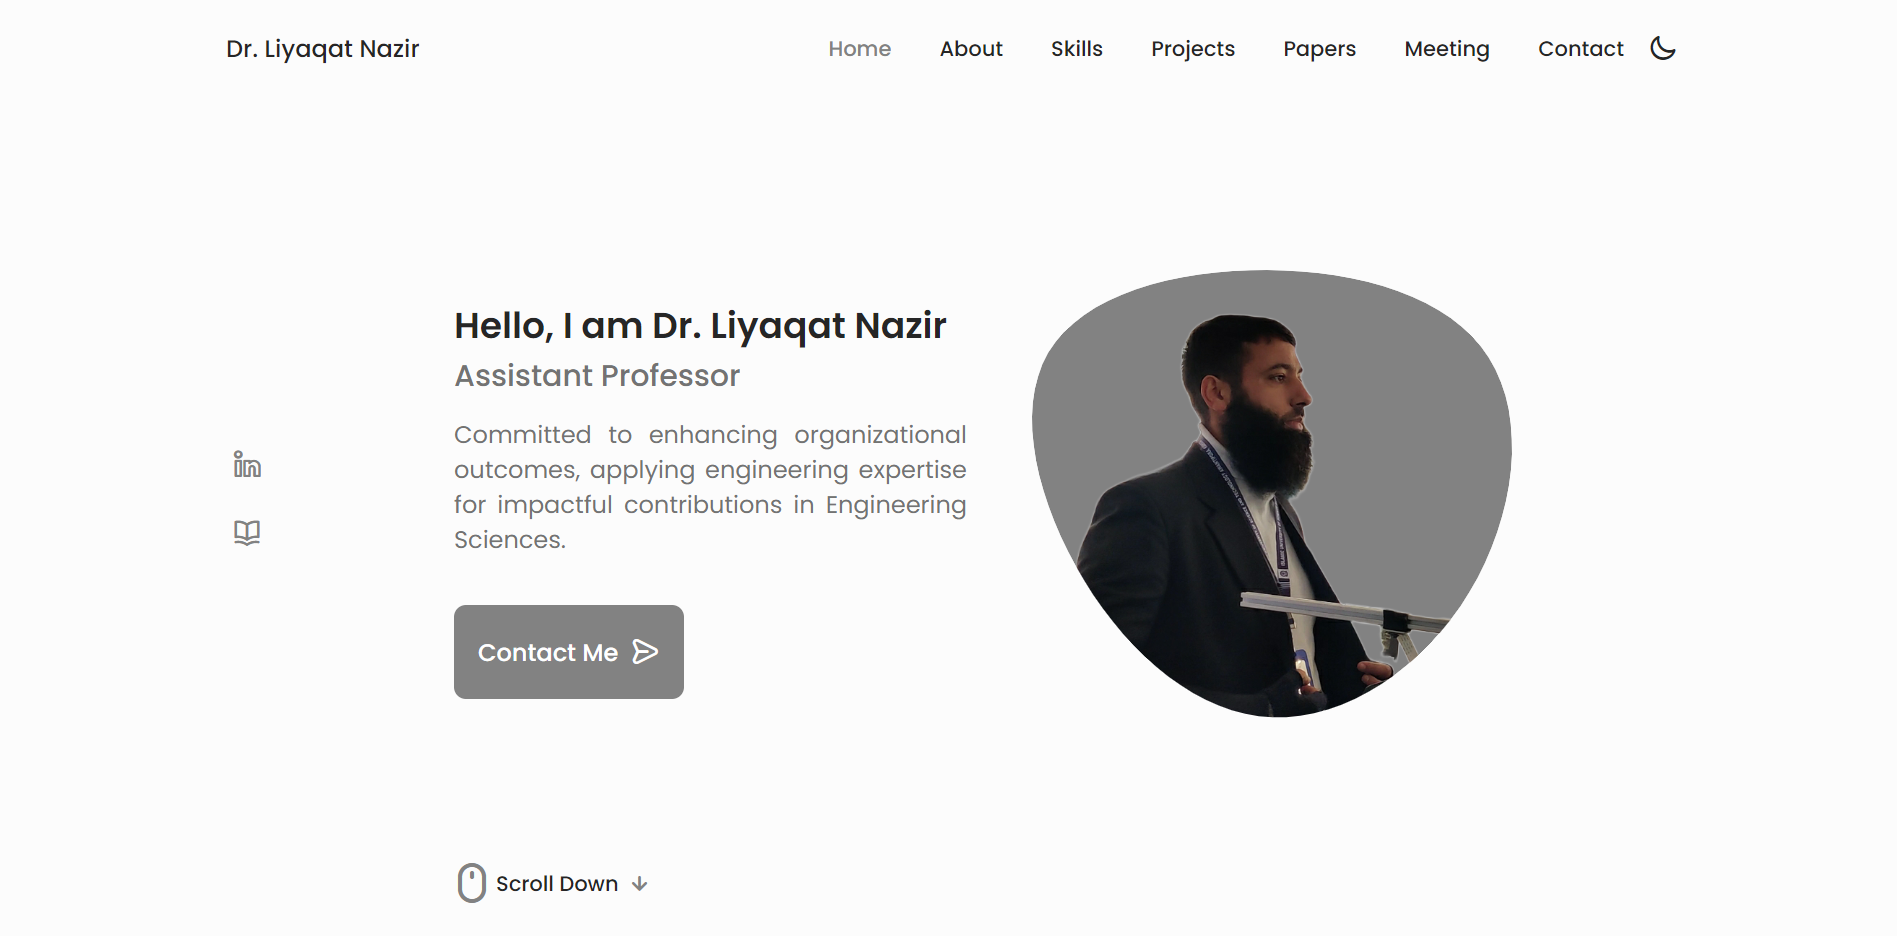 Dr. Liyaqat Nazir
Home About Skills Projects Papers Meeting Contact
Hello, I am Dr. Liyaqat Nazir
Assistant Professor
Committed to enhancing organizational
outcomes, applying engineering expertise
for impactful contributions in Engineering
Sciences.
in
Contact Me
Scroll Down